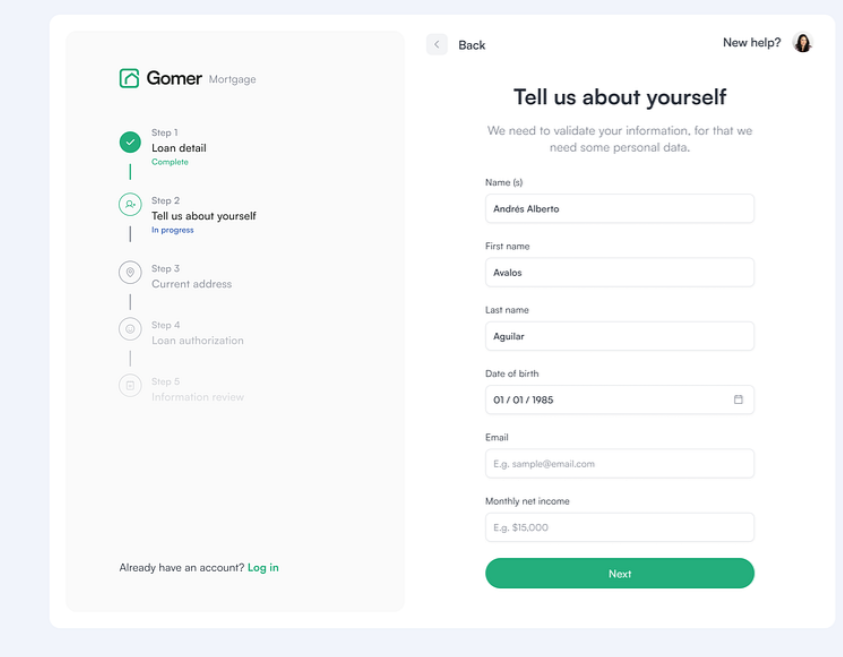 Gomer Mortgage
Step 1
Loan detail
Complete
Step 2
Tell us about yourself
In progress
Step 3
Current address
Step 4
Loan authorization
Step 5
Information review
Already have an account? Log in
Back
New help?
Tell us about yourself
We need to validate your information, for that we
need some personal data.
Name (s)
Andrés Alberto
First name
Avalos
Last name
Aguilar
Date of birth
01 / 01 / 1985
Email
E.g. sample@email.com
Monthly net income
E.g. $15,000
Next